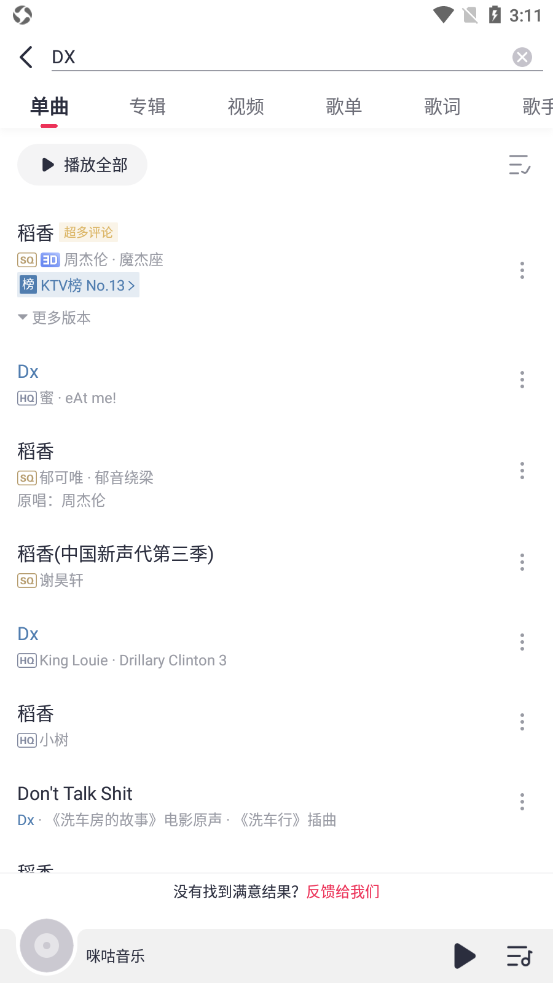 3:11
DX
单曲 专辑 视频 歌单 歌词 歌手
播放全部
稻香 超多评论
SQ 3D 周杰伦 · 魔杰座
榜 KTV榜 No.13 >
更多版本
Dx
HQ 蜜 · eAt me!
稻香
SQ 郁可唯 · 郁音绕梁
原唱：周杰伦
稻香(中国新声代第三季)
SQ 谢昊轩
Dx
HQ King Louie · Drillary Clinton 3
稻香
HQ 小树
Don't Talk Shit
Dx · 《洗车房的故事》电影原声 · 《洗车行》插曲
稻香
没有找到满意结果？反馈给我们
咪咕音乐